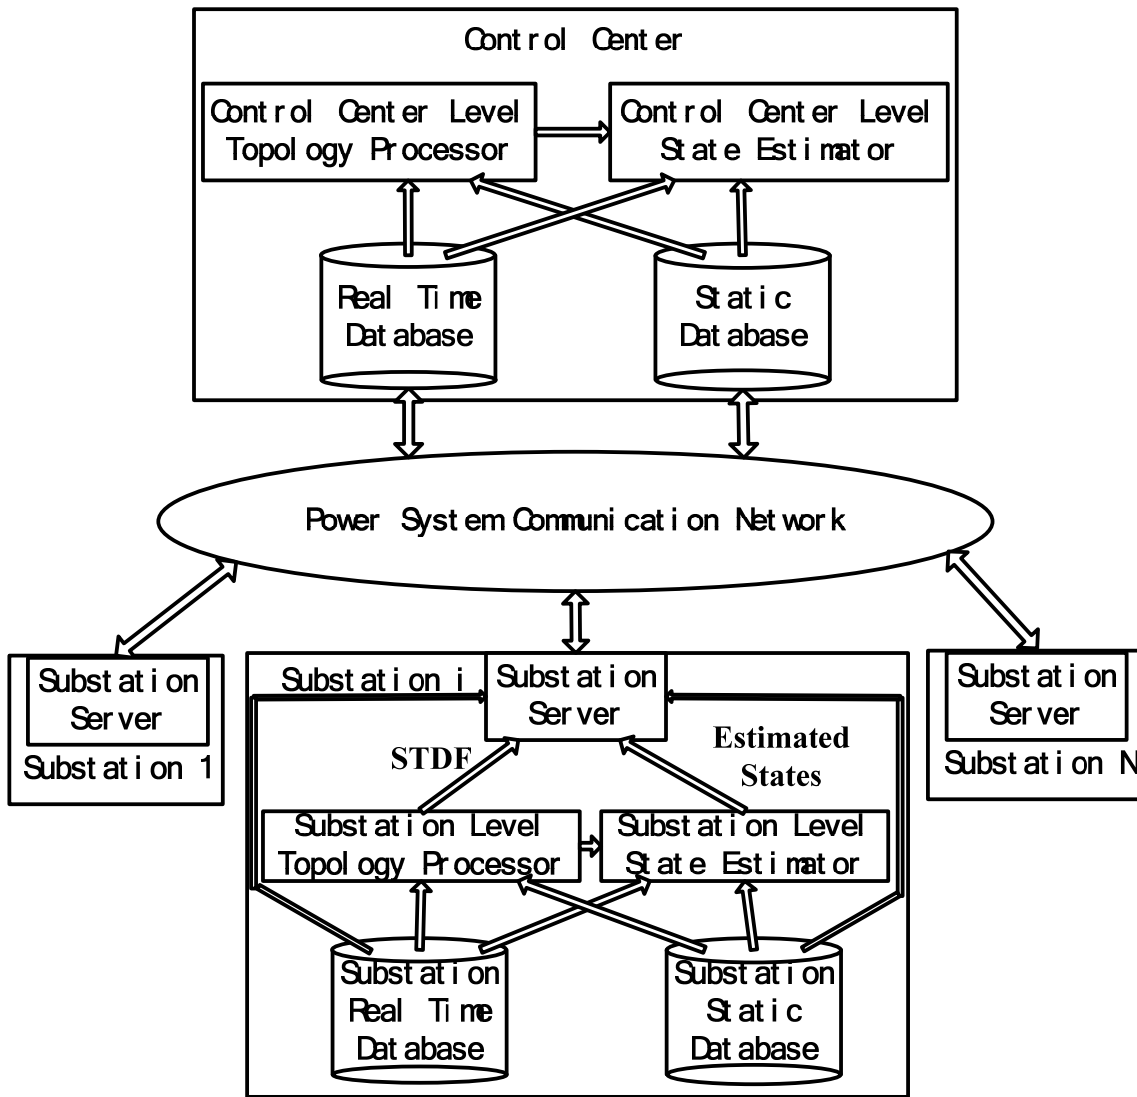 Control Center
Control Center Level
Topology Processor
Control Center Level
State Estimator
Real Time
Database
Static
Database
Power System Communication Network
Substation
Server
Substation 1
Substation i
Substation
Server
Substation
Server
Substation N
STDF
Estimated
States
Substation Level
Topology Processor
Substation Level
State Estimator
Substation
Real Time
Database
Substation
Static
Database